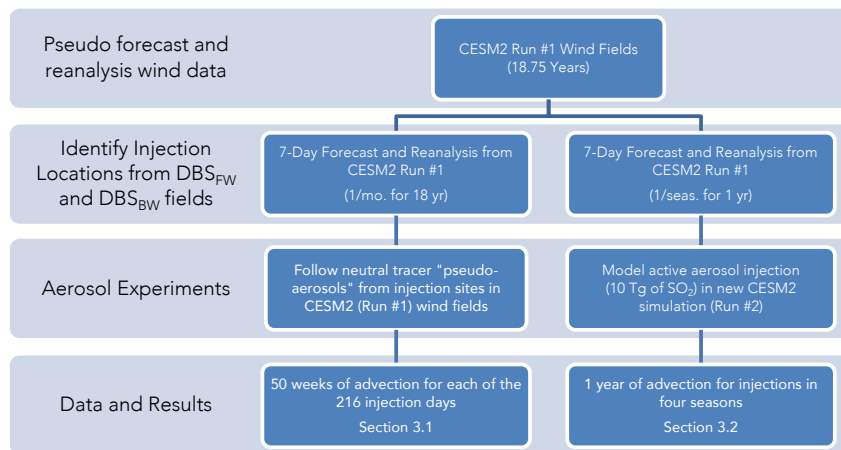 Pseudo forecast and
reanalysis wind data
CESM2 Run #1 Wind Fields
(18.75 Years)
Identify Injection
Locations from DBS_FW
and DBS_BW fields
7-Day Forecast and Reanalysis from
CESM2 Run #1
(1/mo. for 18 yr)
7-Day Forecast and Reanalysis from
CESM2 Run #1
(1/seas. for 1 yr)
Aerosol Experiments
Follow neutral tracer "pseudo-
aerosols" from injection sites in
CESM2 (Run #1) wind fields
Model active aerosol injection
(10 Tg of SO₂) in new CESM2
simulation (Run #2)
Data and Results
50 weeks of advection for each of the
216 injection days
Section 3.1
1 year of advection for injections in
four seasons
Section 3.2